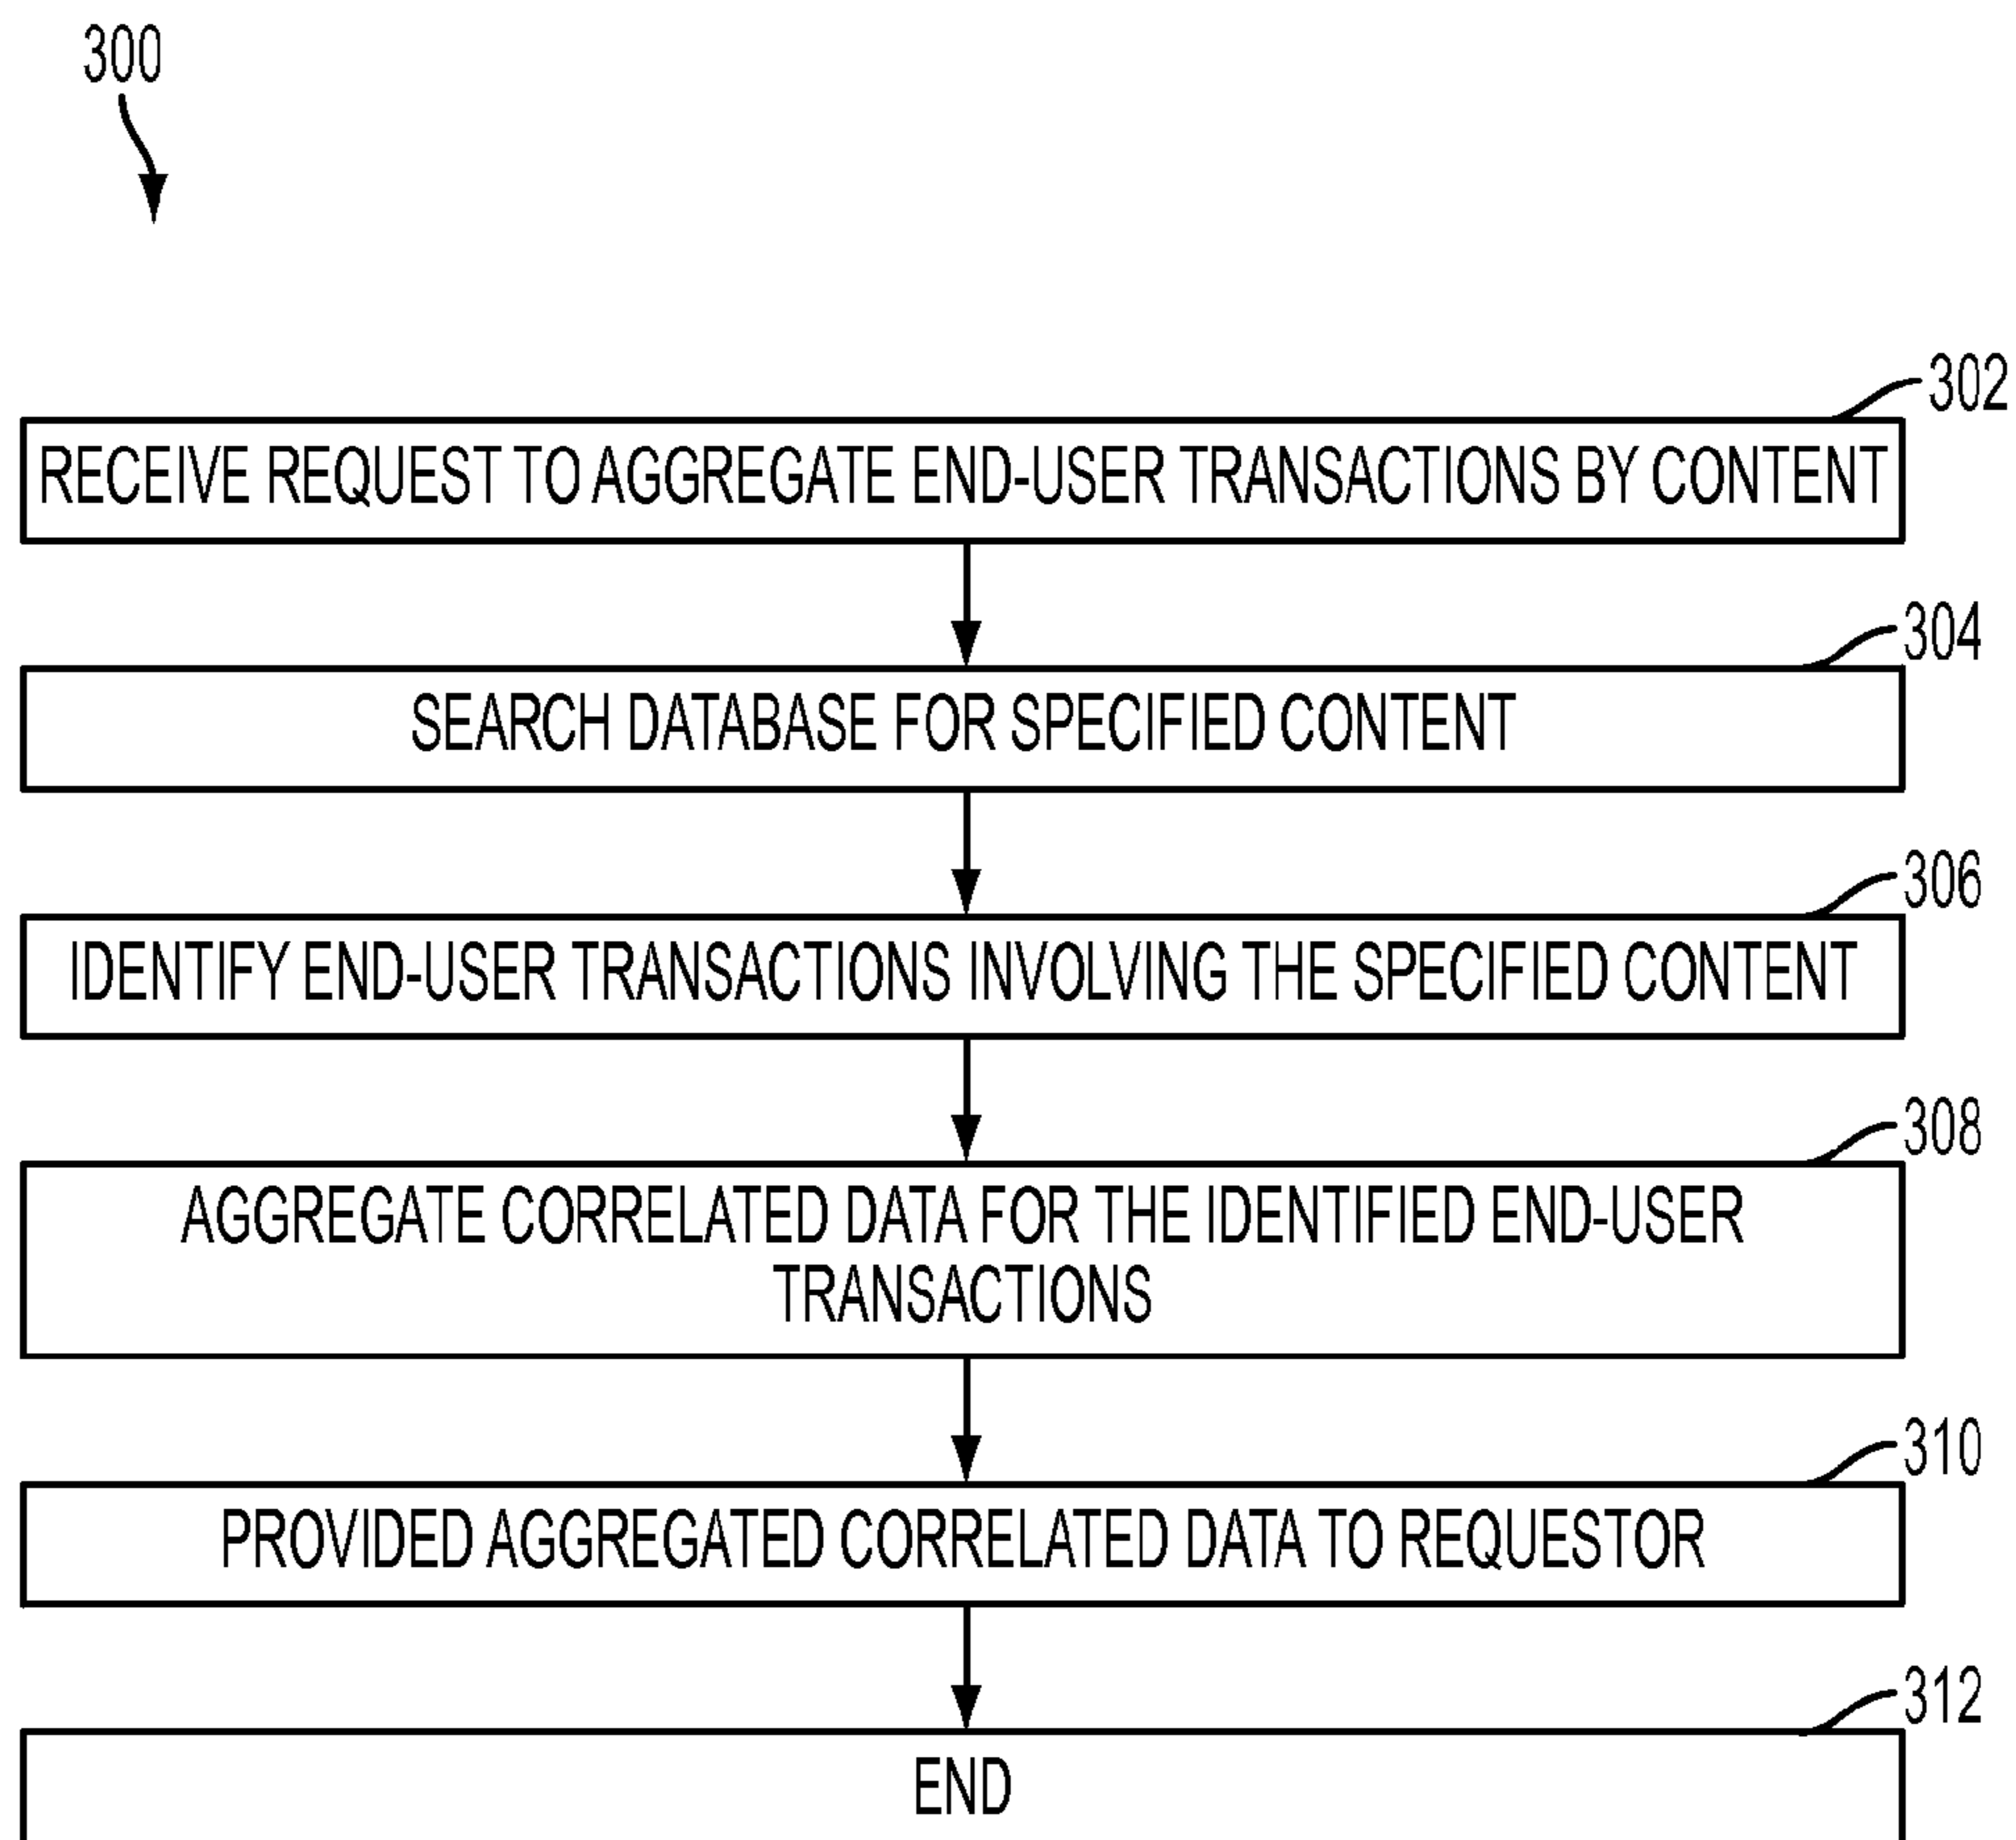 300
302
RECEIVE REQUEST TO AGGREGATE END-USER TRANSACTIONS BY CONTENT
304
SEARCH DATABASE FOR SPECIFIED CONTENT
306
IDENTIFY END-USER TRANSACTIONS INVOLVING THE SPECIFIED CONTENT
308
AGGREGATE CORRELATED DATA FOR THE IDENTIFIED END-USER
TRANSACTIONS
310
PROVIDED AGGREGATED CORRELATED DATA TO REQUESTOR
312
END